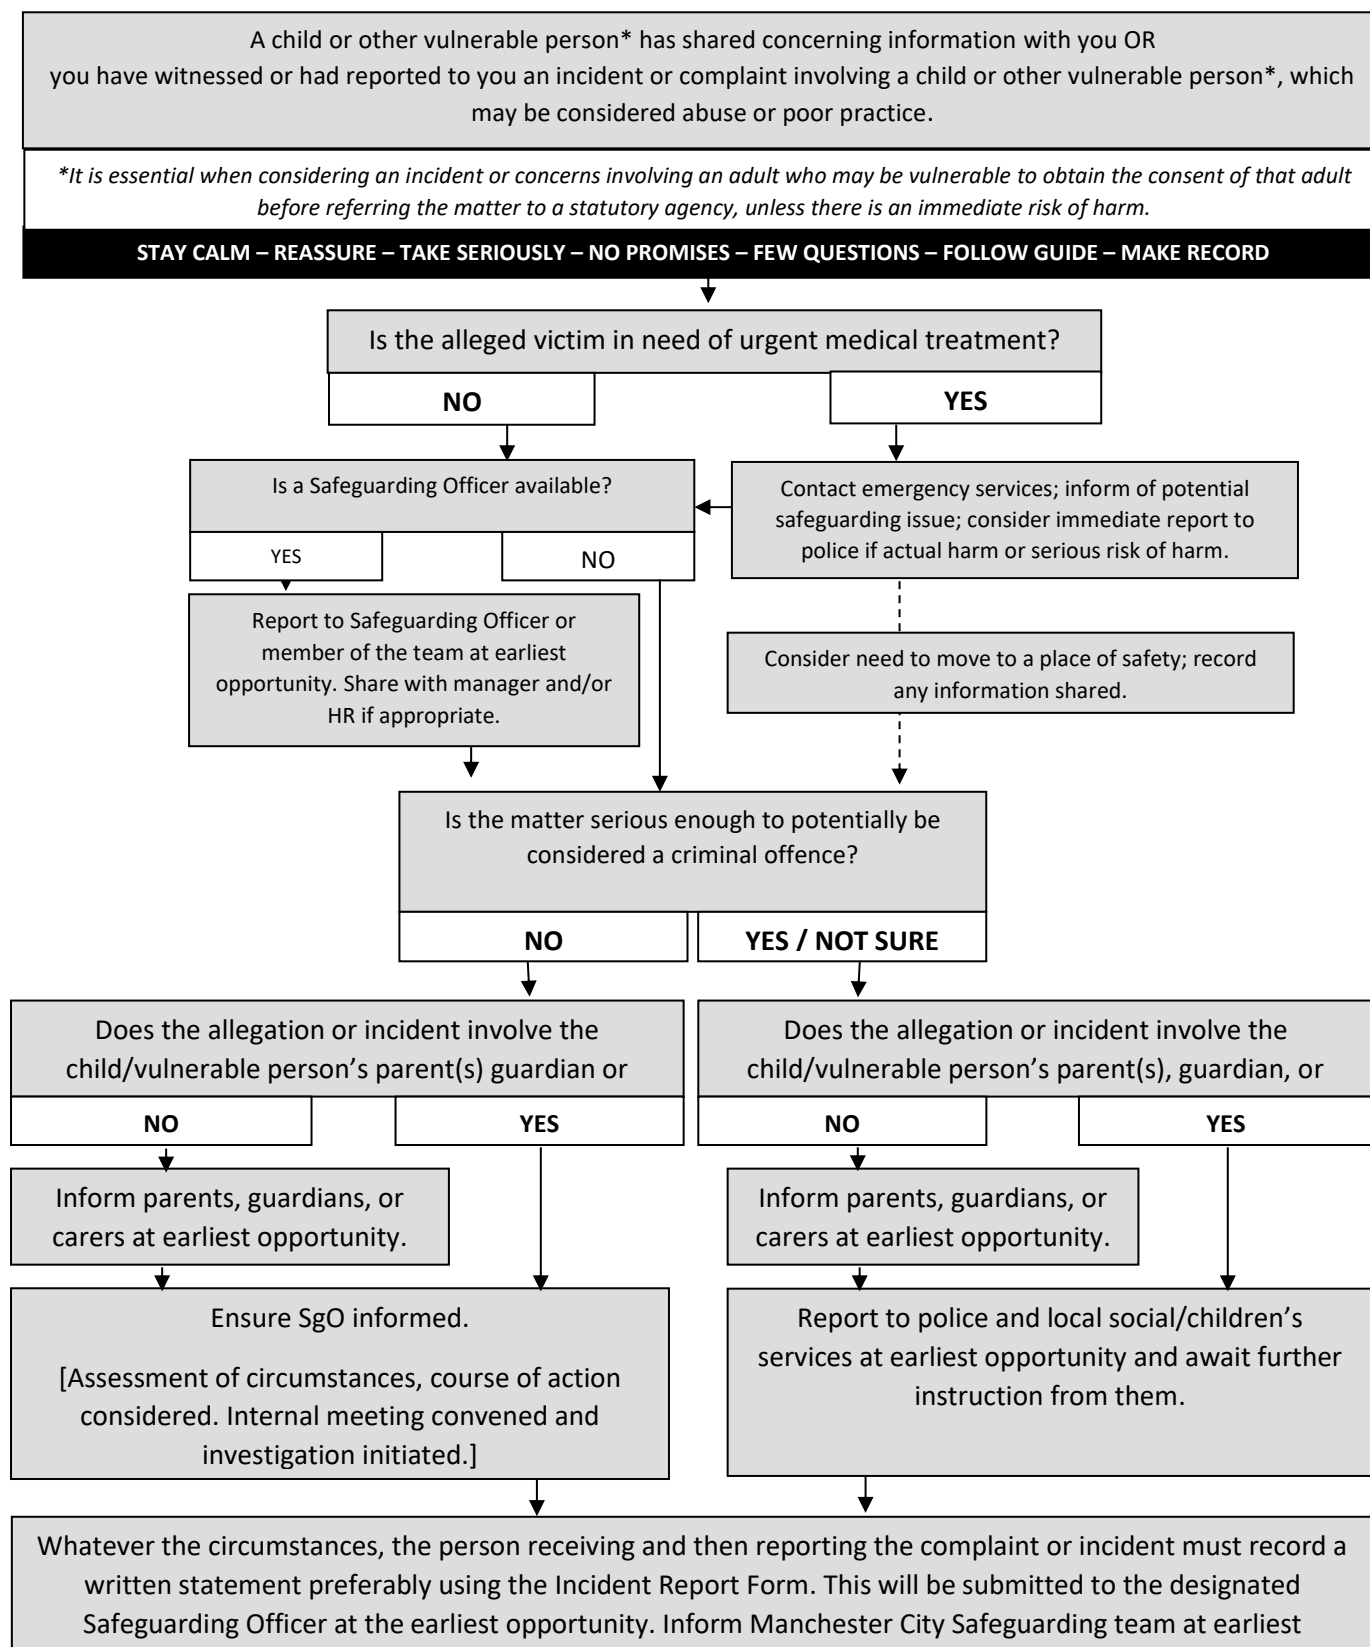 A child or other vulnerable person* has shared concerning information with you OR
you have witnessed or had reported to you an incident or complaint involving a child or other vulnerable person*, which
may be considered abuse or poor practice.
*It is essential when considering an incident or concerns involving an adult who may be vulnerable to obtain the consent of that adult
before referring the matter to a statutory agency, unless there is an immediate risk of harm.
STAY CALM – REASSURE – TAKE SERIOUSLY – NO PROMISES – FEW QUESTIONS – FOLLOW GUIDE – MAKE RECORD
Is the alleged victim in need of urgent medical treatment?
NO
YES
Is a Safeguarding Officer available?
YES
NO
Contact emergency services; inform of potential
safeguarding issue; consider immediate report to
police if actual harm or serious risk of harm.
Report to Safeguarding Officer or
member of the team at earliest
opportunity. Share with manager and/or
HR if appropriate.
Consider need to move to a place of safety; record
any information shared.
Is the matter serious enough to potentially be
considered a criminal offence?
NO
YES / NOT SURE
Does the allegation or incident involve the
child/vulnerable person's parent(s) guardian or
NO
YES
Does the allegation or incident involve the
child/vulnerable person's parent(s), guardian, or
NO
YES
Inform parents, guardians, or
carers at earliest opportunity.
Inform parents, guardians, or
carers at earliest opportunity.
Ensure SgO informed.
[Assessment of circumstances, course of action
considered. Internal meeting convened and
investigation initiated.]
Report to police and local social/children's
services at earliest opportunity and await further
instruction from them.
Whatever the circumstances, the person receiving and then reporting the complaint or incident must record a
written statement preferably using the Incident Report Form. This will be submitted to the designated
Safeguarding Officer at the earliest opportunity. Inform Manchester City Safeguarding team at earliest